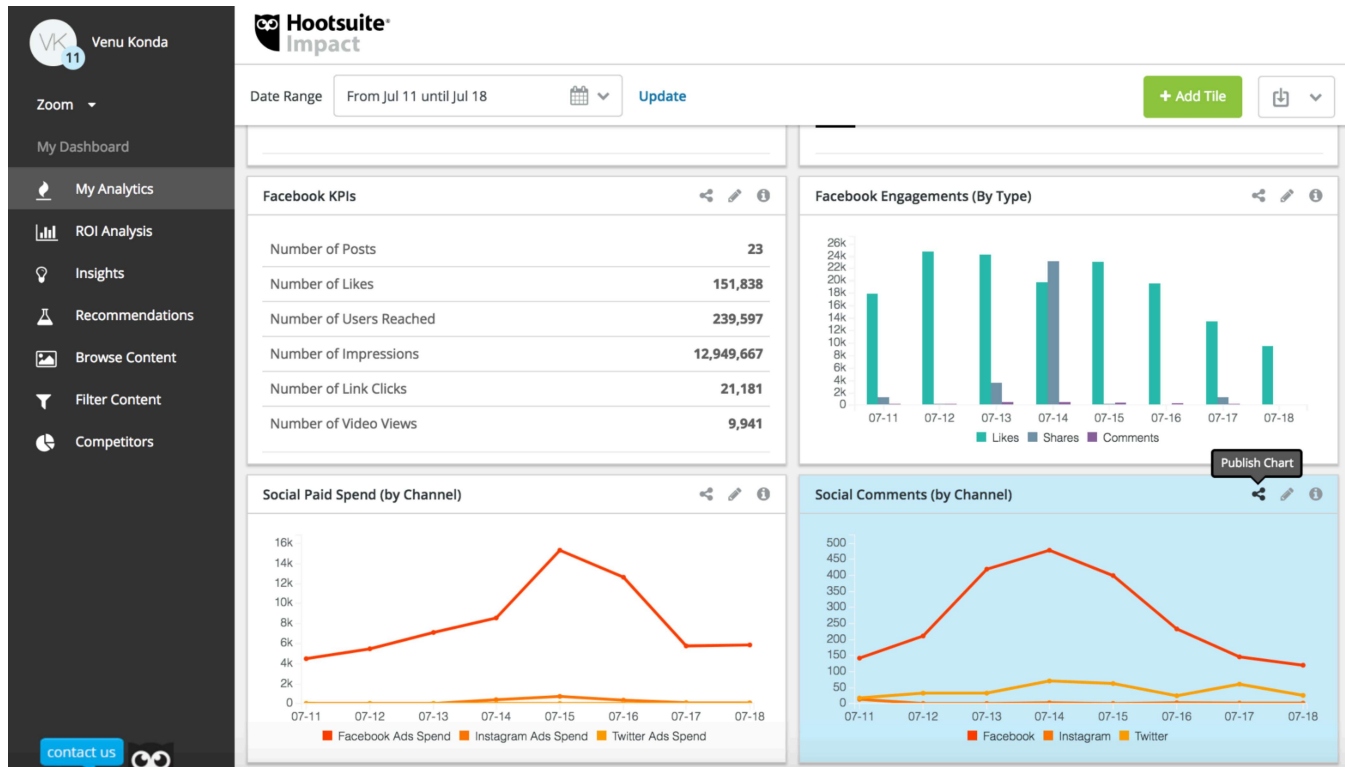 VK
11
Venu Konda
Zoom
My Dashboard
My Analytics
ROI Analysis
Insights
Recommendations
Browse Content
Filter Content
Competitors
contact us
Hootsuite®
Impact
Date Range
From Jul 11 until Jul 18
Update
+ Add Tile
Facebook KPIs
Number of Posts 23
Number of Likes 151,838
Number of Users Reached 239,597
Number of Impressions 12,949,667
Number of Link Clicks 21,181
Number of Video Views 9,941
Facebook Engagements (By Type)
26k
24k
22k
20k
18k
16k
14k
12k
10k
8k
6k
4k
2k
0
07-11 07-12 07-13 07-14 07-15 07-16 07-17 07-18
Likes Shares Comments
Publish Chart
Social Paid Spend (by Channel)
16k
14k
12k
10k
8k
6k
4k
2k
0
07-11 07-12 07-13 07-14 07-15 07-16 07-17 07-18
Facebook Ads Spend Instagram Ads Spend Twitter Ads Spend
Social Comments (by Channel)
500
450
400
350
300
250
200
150
100
50
0
07-11 07-12 07-13 07-14 07-15 07-16 07-17 07-18
Facebook Instagram Twitter